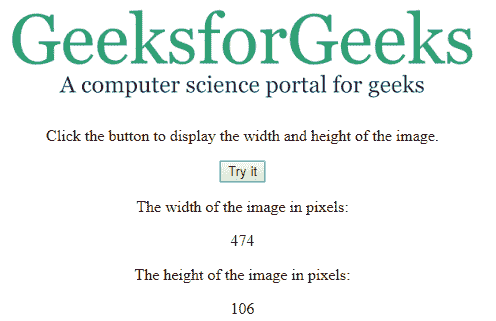 GeeksforGeeks
A computer science portal for geeks
Click the button to display the width and height of the image.
Try it
The width of the image in pixels:
474
The height of the image in pixels:
106